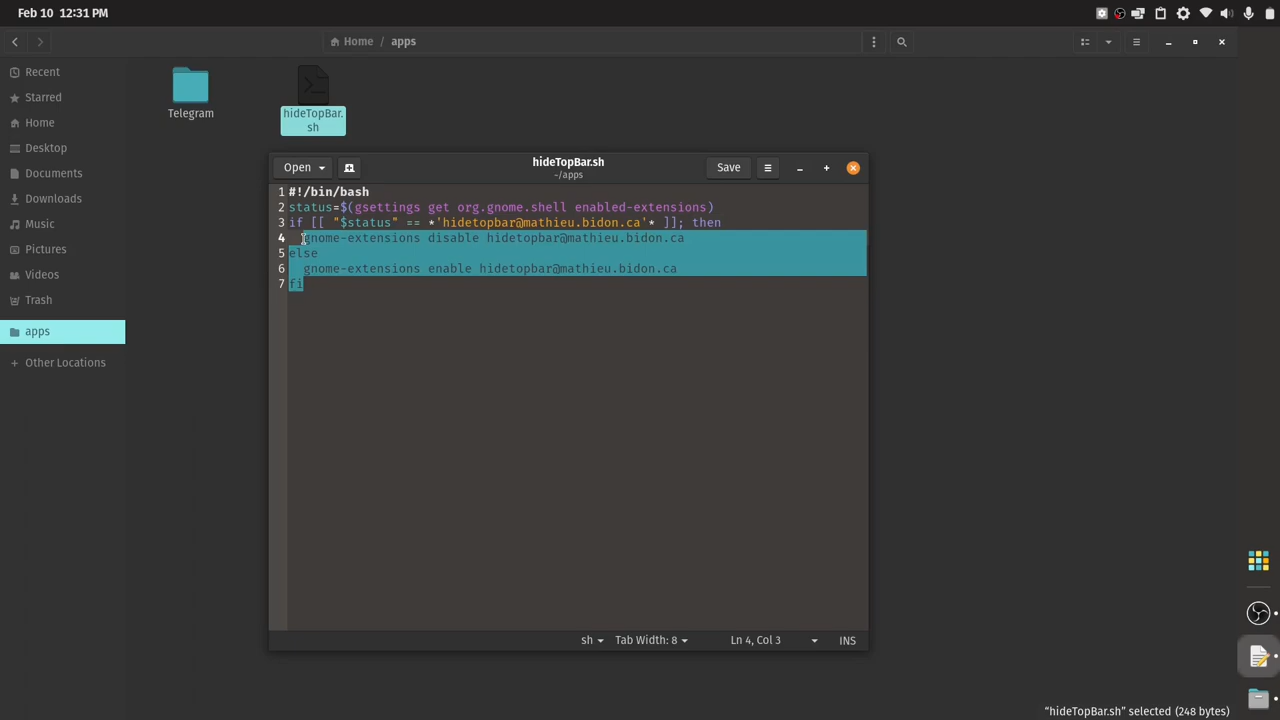 Feb 10 12:31 PM
Home / apps
Recent
Starred
Home
Desktop
Documents
Downloads
Music
Pictures
Videos
Trash
apps
+ Other Locations
Telegram
hideTopBar.
sh
Open
hideTopBar.sh
~/apps
Save
1 #!/bin/bash
2 status=$(gsettings get org.gnome.shell enabled-extensions)
3 if [[ "$status" == *'hidetopbar@mathieu.bidon.ca'* ]]; then
4   gnome-extensions disable hidetopbar@mathieu.bidon.ca
5 else
6   gnome-extensions enable hidetopbar@mathieu.bidon.ca
7 fi
sh Tab Width: 8 Ln 4, Col 3 INS
“hideTopBar.sh” selected (248 bytes)